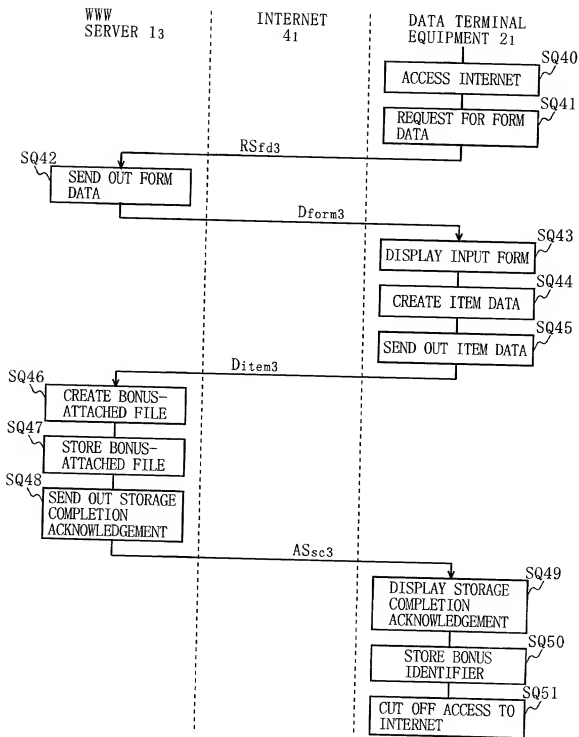 WWW
SERVER 13
INTERNET
41
DATA TERMINAL
EQUIPMENT 21
SQ40
ACCESS INTERNET
SQ41
REQUEST FOR FORM
DATA
RSfd3
SQ42
SEND OUT FORM
DATA
Dform3
SQ43
DISPLAY INPUT FORM
SQ44
CREATE ITEM DATA
SQ45
SEND OUT ITEM DATA
Ditem3
SQ46
CREATE BONUS-
ATTACHED FILE
SQ47
STORE BONUS-
ATTACHED FILE
SQ48
SEND OUT STORAGE
COMPLETION
ACKNOWLEDGEMENT
ASsc3
SQ49
DISPLAY STORAGE
COMPLETION
ACKNOWLEDGEMENT
SQ50
STORE BONUS
IDENTIFIER
SQ51
CUT OFF ACCESS TO
INTERNET